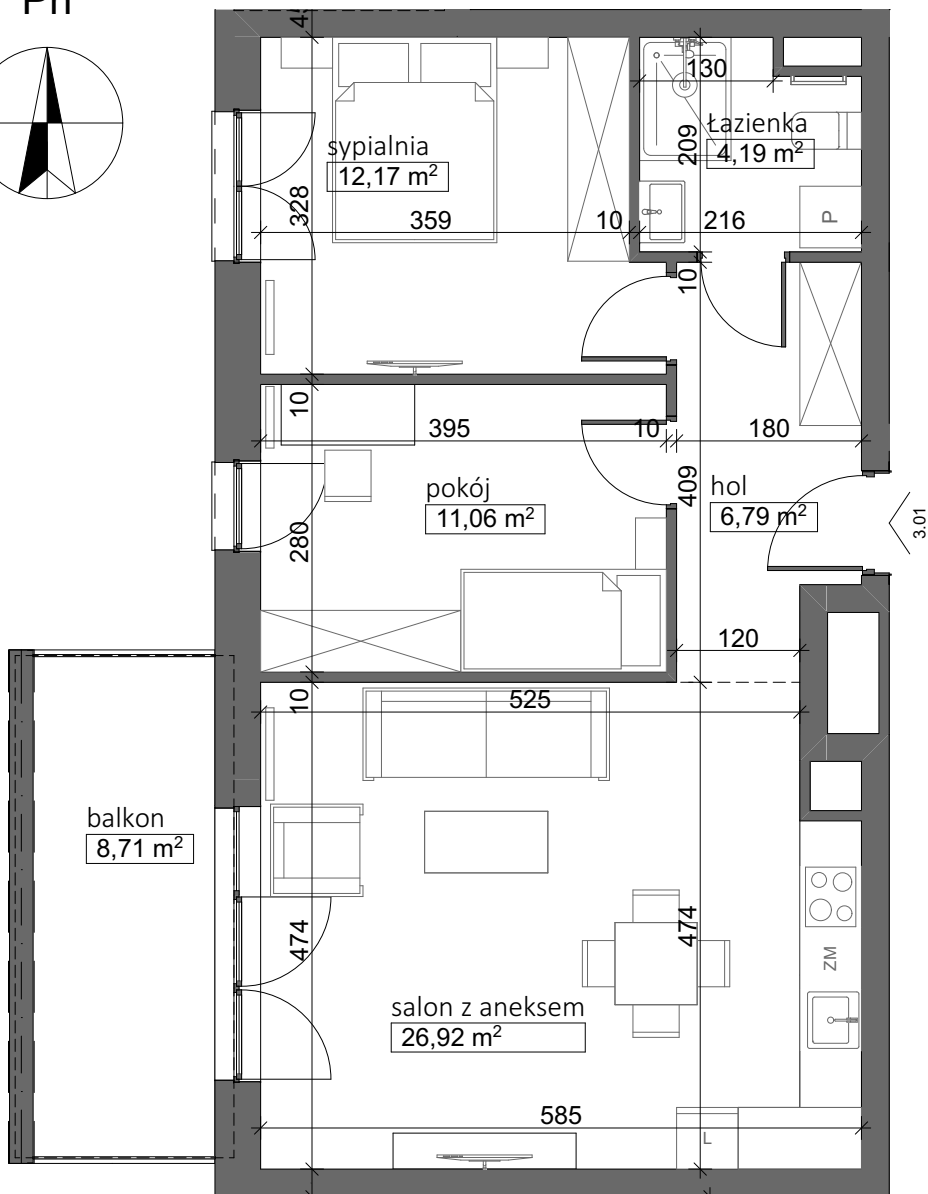 Pn
45
130
Łazienka
4,19 m²
209
sypialnia
12,17 m²
328
359
10
216
P
10
10
395
10
180
409
pokój
11,06 m²
hol
6,79 m²
3.01
280
120
10
525
balkon
8,71 m²
474
474
ZM
salon z aneksem
26,92 m²
585
L